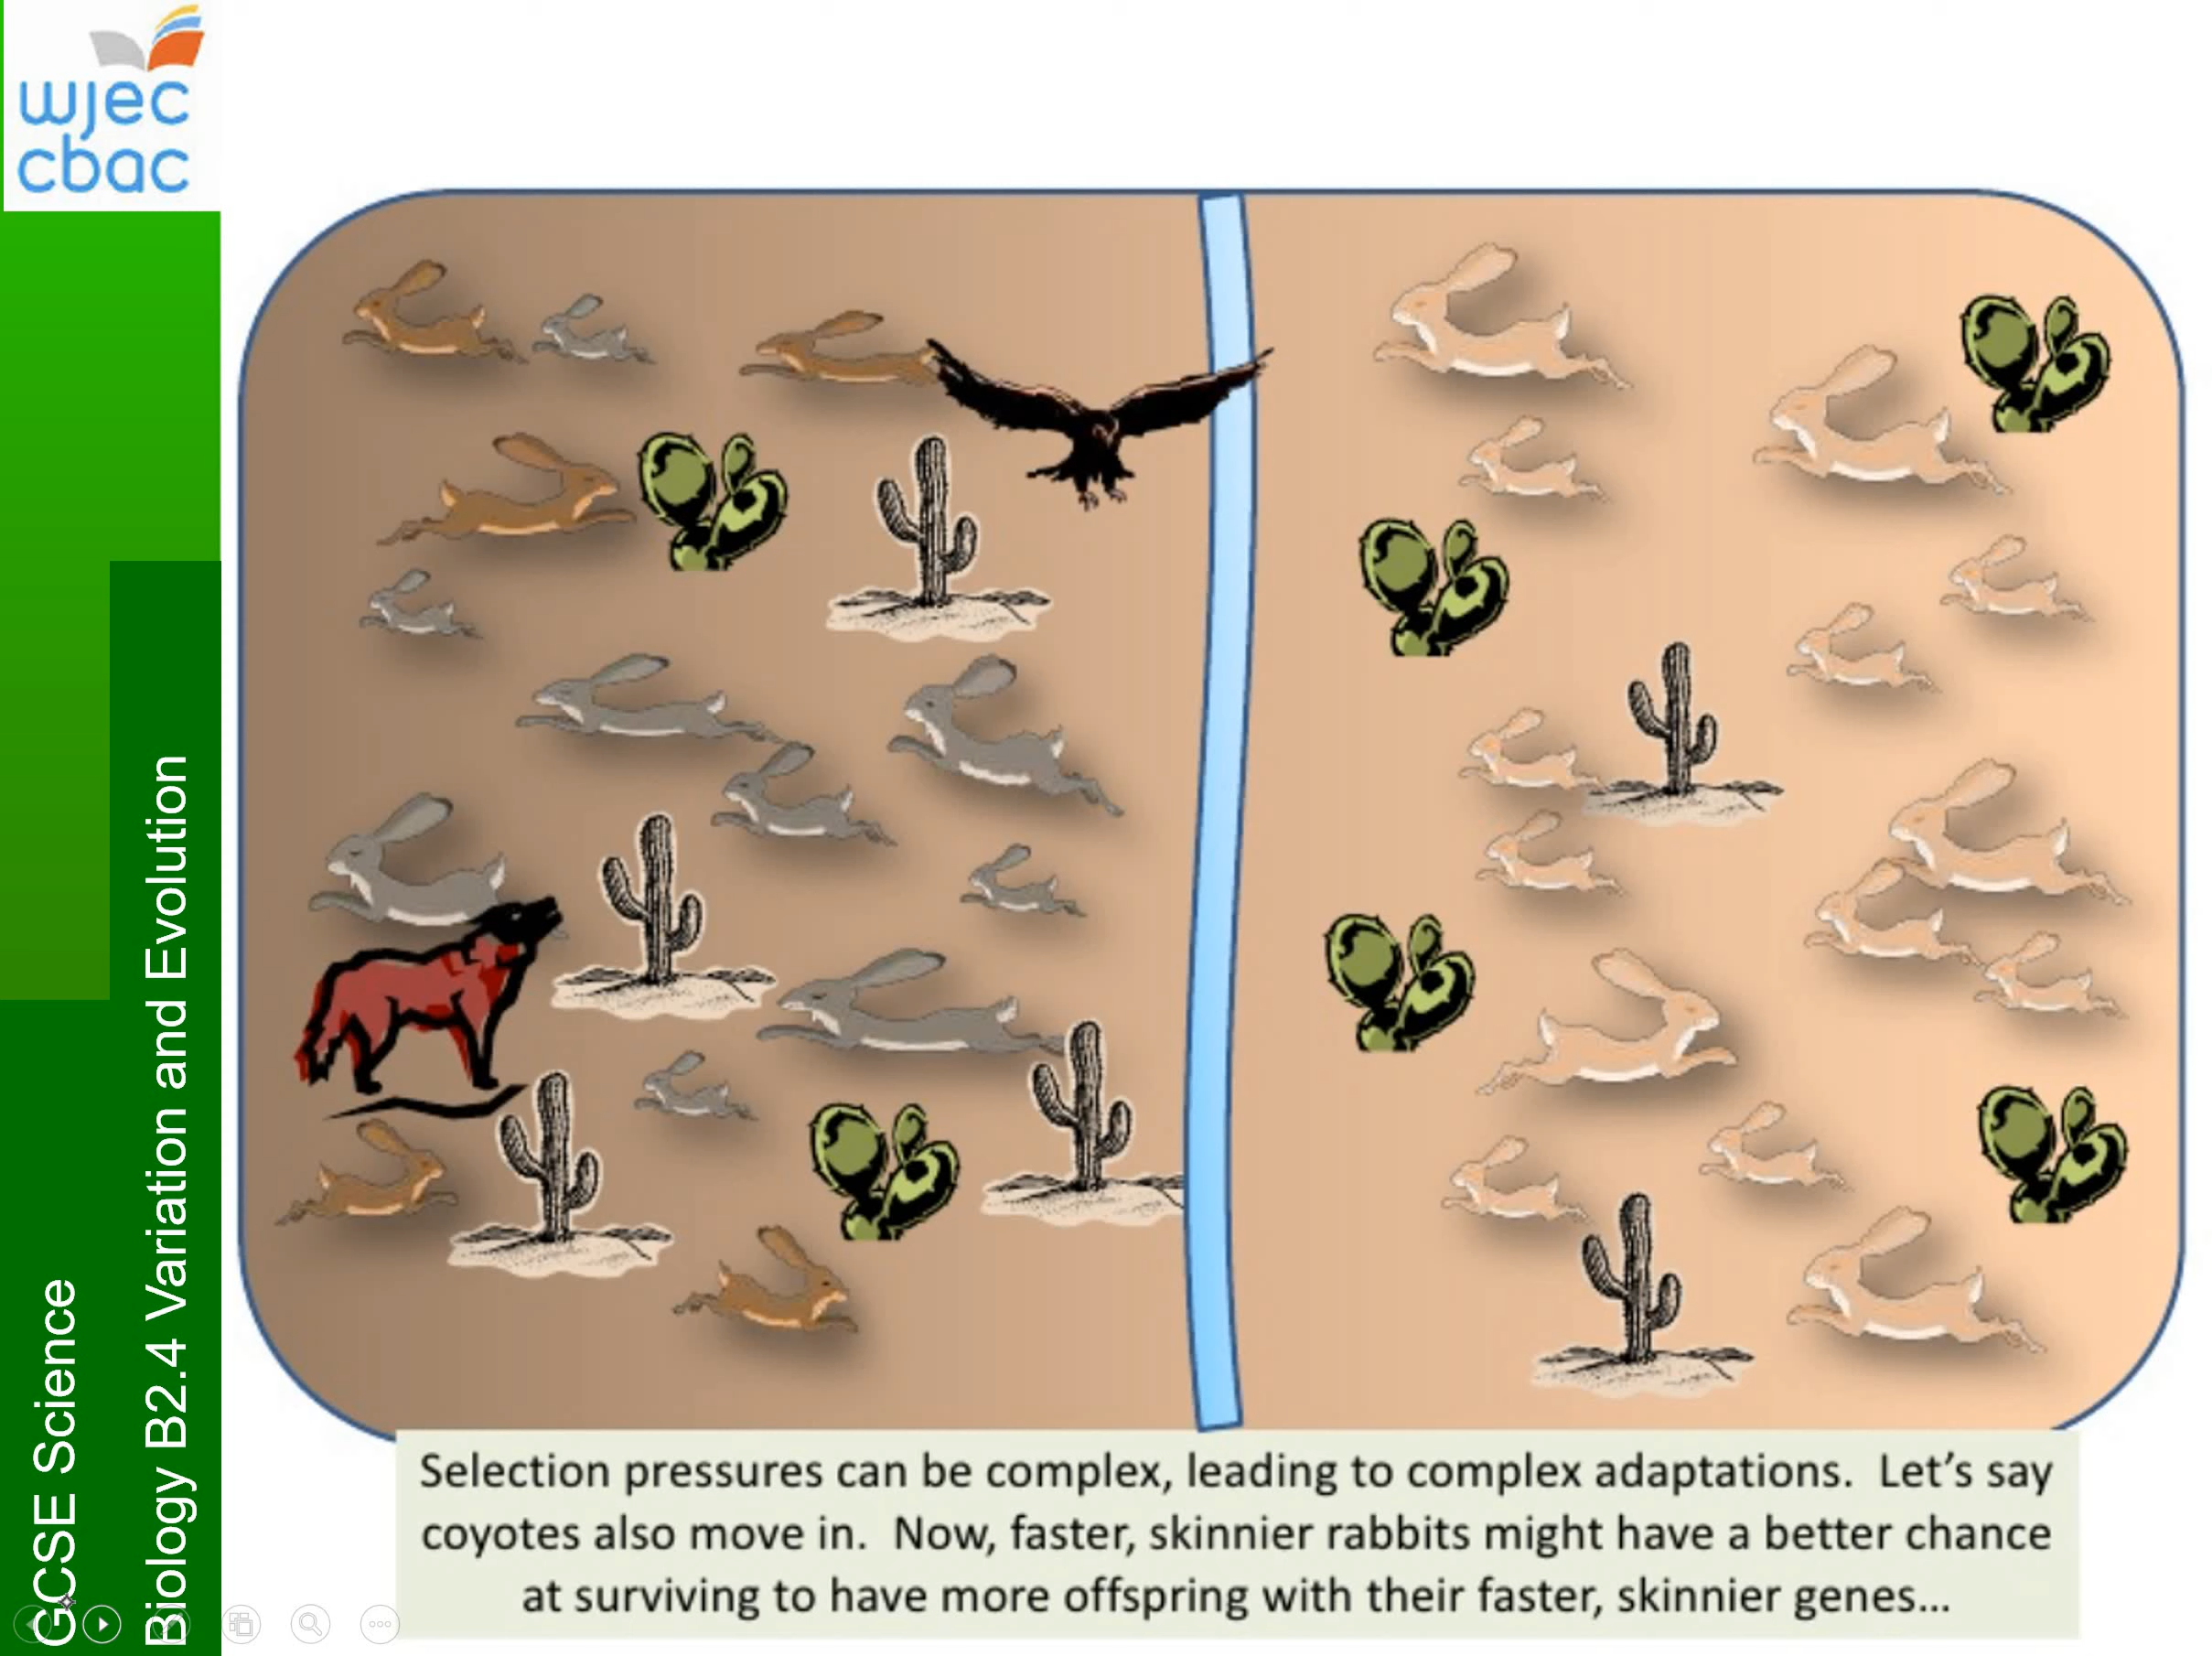 wjec
cbac
GCSE Science
Biology B2.4 Variation and Evolution
Selection pressures can be complex, leading to complex adaptations. Let’s say
coyotes also move in. Now, faster, skinnier rabbits might have a better chance
at surviving to have more offspring with their faster, skinnier genes...